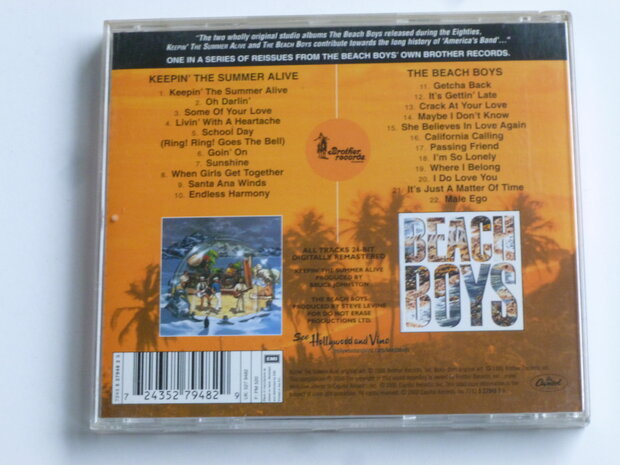 "The two wholly original studio albums The Beach Boys released during the Eighties,
KEEPIN' THE SUMMER ALIVE and THE BEACH BOYS contribute towards the long history of 'America's Band'..."
ONE IN A SERIES OF REISSUES FROM THE BEACH BOYS' OWN BROTHER RECORDS.
KEEPIN' THE SUMMER ALIVE
1. Keepin' The Summer Alive
2. Oh Darlin'
3. Some Of Your Love
4. Livin' With A Heartache
5. School Day
(Ring! Ring! Goes The Bell)
6. Goin' On
7. Sunshine
8. When Girls Get Together
9. Santa Ana Winds
10. Endless Harmony
THE BEACH BOYS
11. Getcha Back
12. It's Gettin' Late
13. Crack At Your Love
14. Maybe I Don't Know
15. She Believes In Love Again
16. California Calling
17. Passing Friend
18. I'm So Lonely
19. Where I Belong
20. I Do Love You
21. It's Just A Matter Of Time
22. Male Ego
Brother
records
ALL TRACKS 24-BIT
DIGITALLY REMASTERED
KEEPIN' THE SUMMER ALIVE
PRODUCED BY
BRUCE JOHNSTON
THE BEACH BOYS
PRODUCED BY STEVE LEVINE
FOR DO NOT ERASE
PRODUCTIONS LTD.
See Hollywood and Vine
BEACH
BOYS
7 24352 79482 9
EMI
Capitol